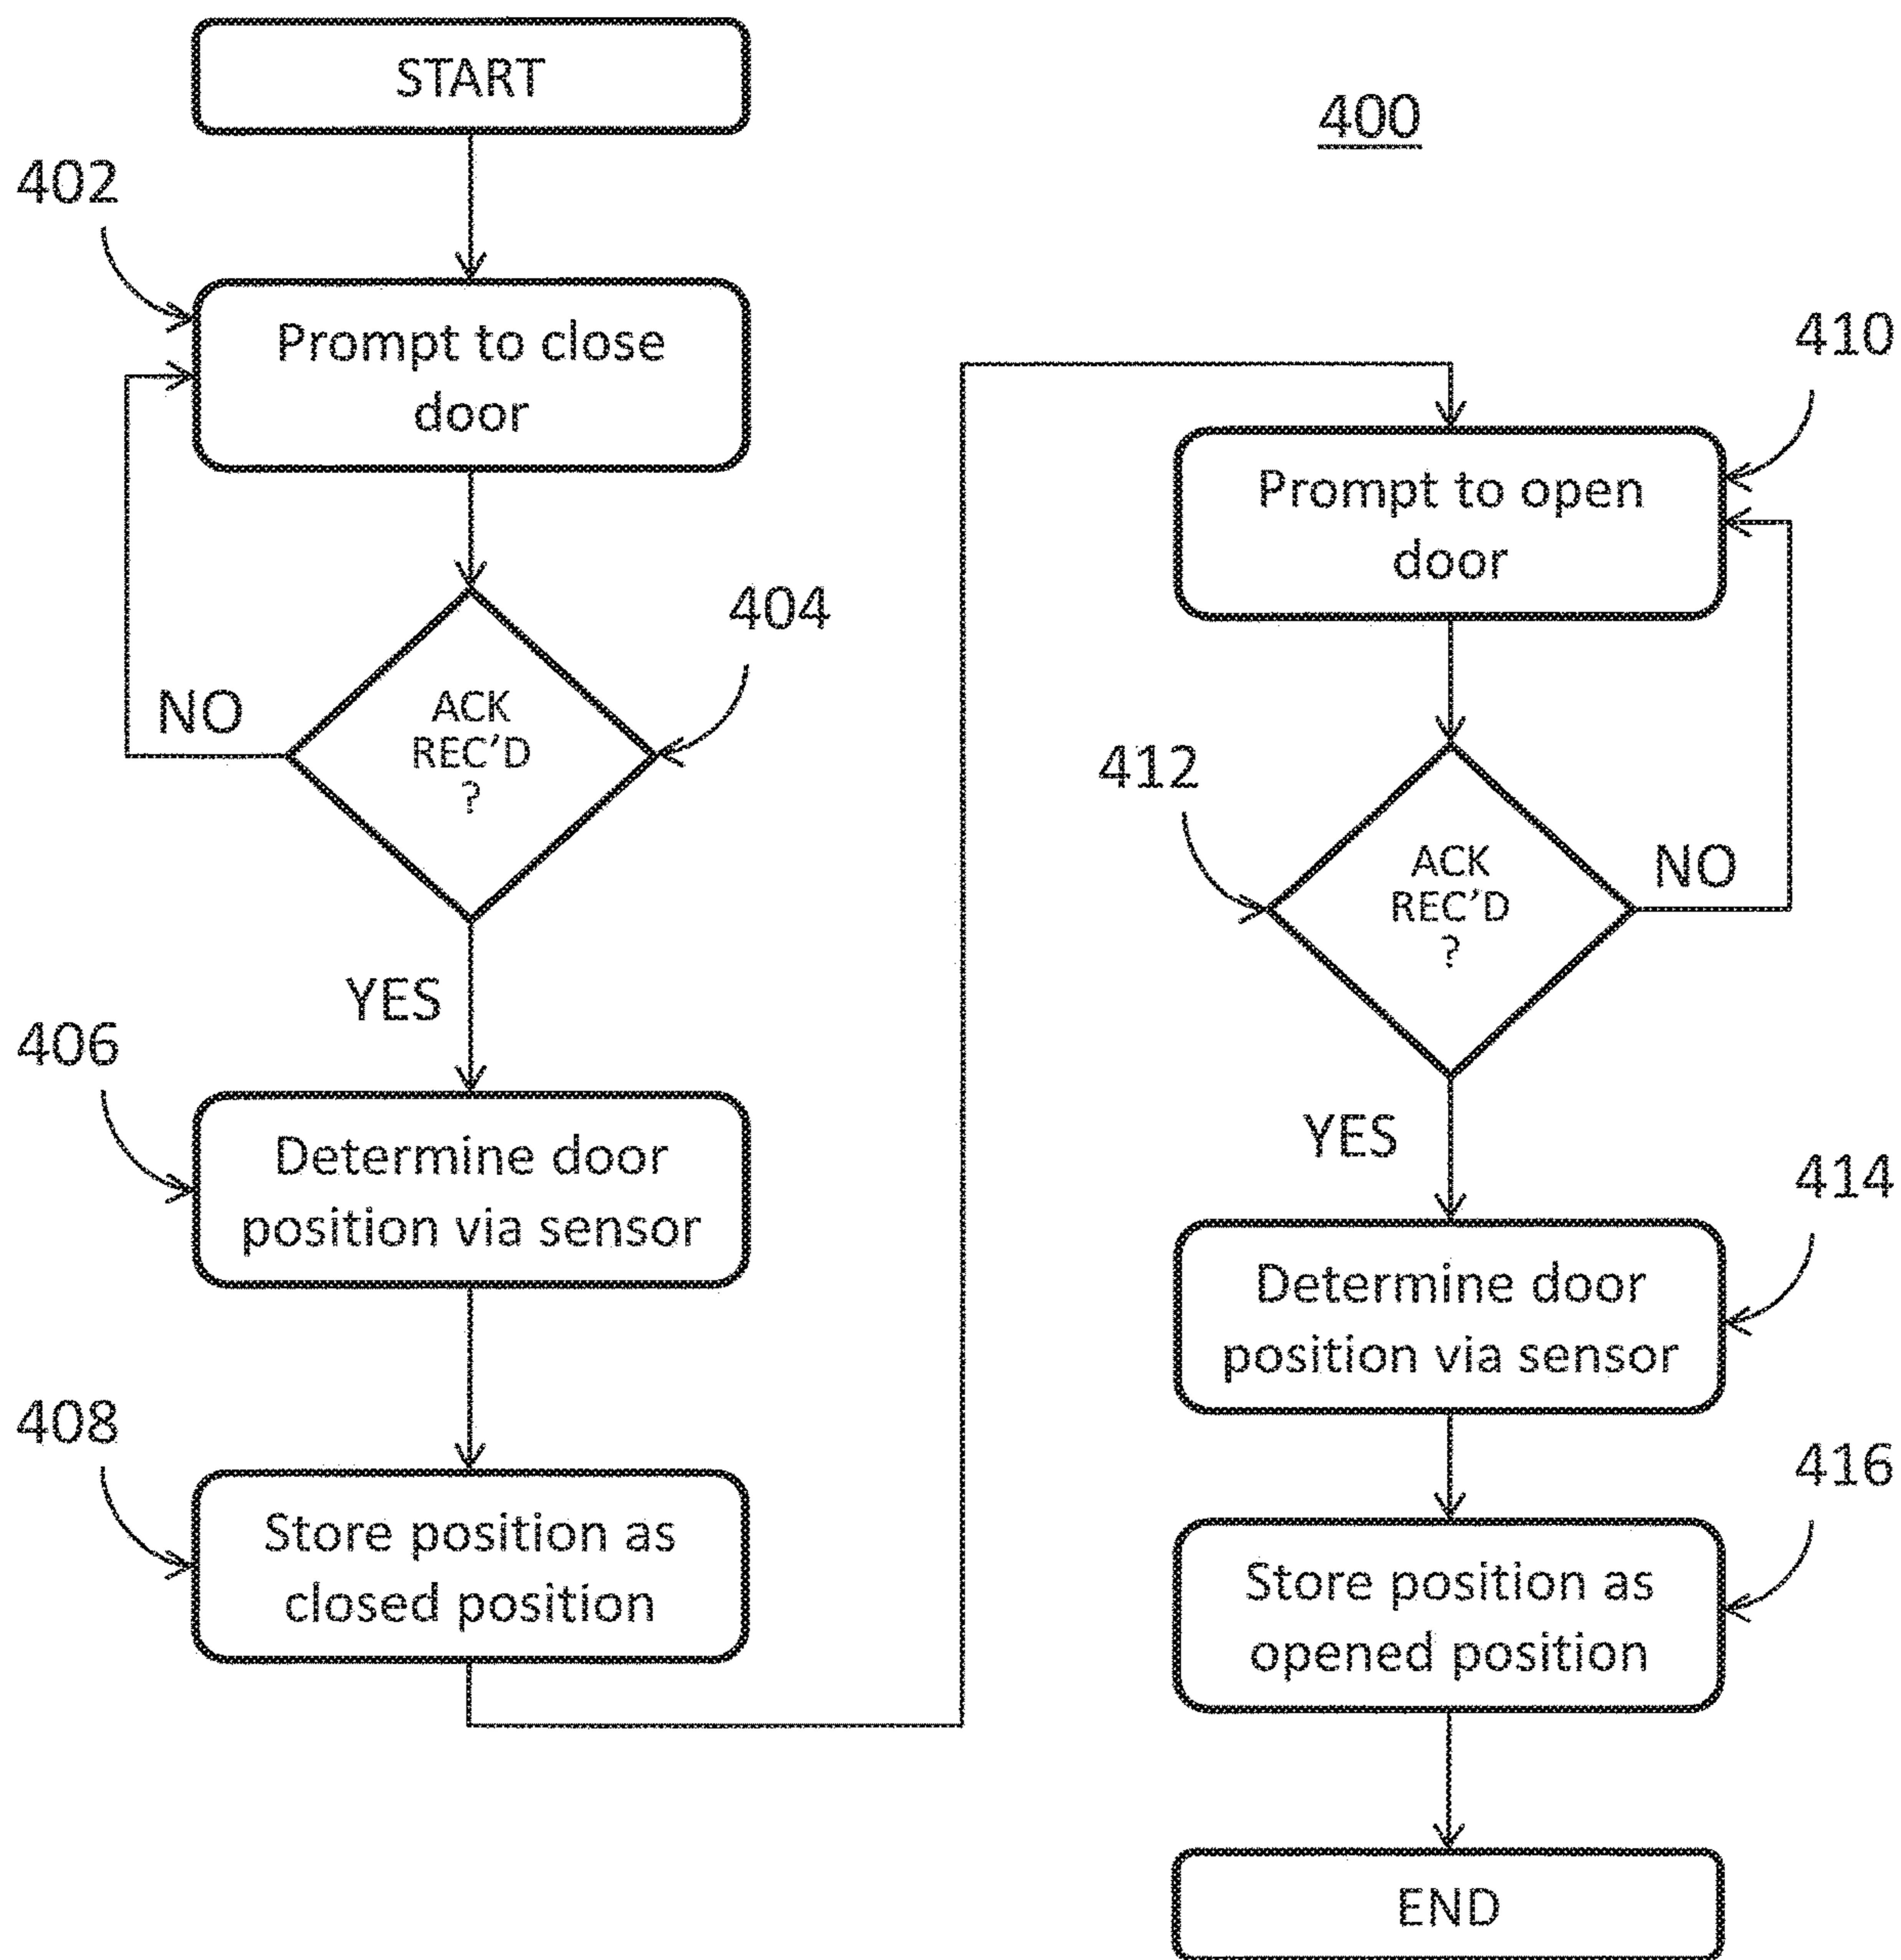 START
400
402
Prompt to close
door
404
NO
ACK
REC'D
?
YES
406
Determine door
position via sensor
408
Store position as
closed position
410
Prompt to open
door
412
ACK
REC'D
?
NO
YES
414
Determine door
position via sensor
416
Store position as
opened position
END